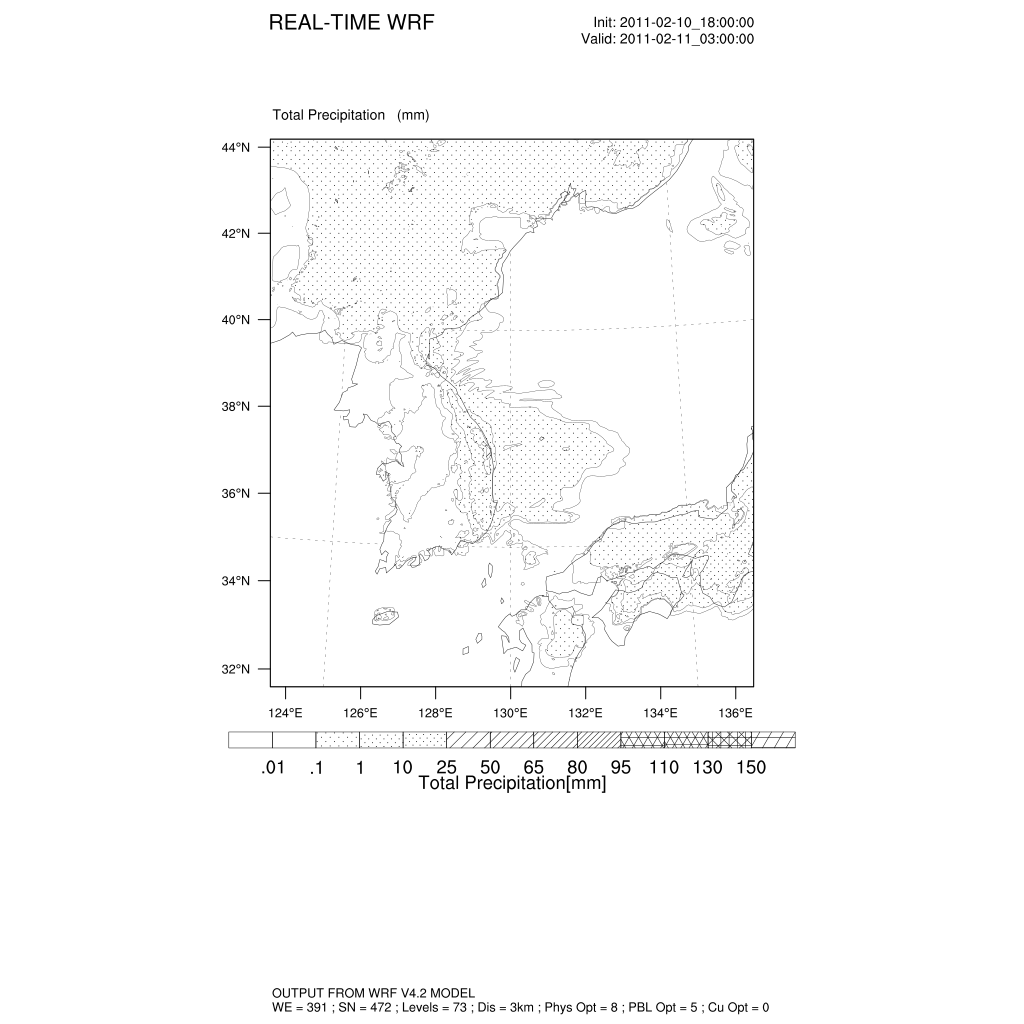 REAL-TIME WRF
Init: 2011-02-10_18:00:00
Valid: 2011-02-11_03:00:00
Total Precipitation (mm)
44°N
42°N
40°N
38°N
36°N
34°N
32°N
124°E 126°E 128°E 130°E 132°E 134°E 136°E
.01 .1 1 10 25 50 65 80 95 110 130 150
Total Precipitation[mm]
OUTPUT FROM WRF V4.2 MODEL
WE = 391 ; SN = 472 ; Levels = 73 ; Dis = 3km ; Phys Opt = 8 ; PBL Opt = 5 ; Cu Opt = 0